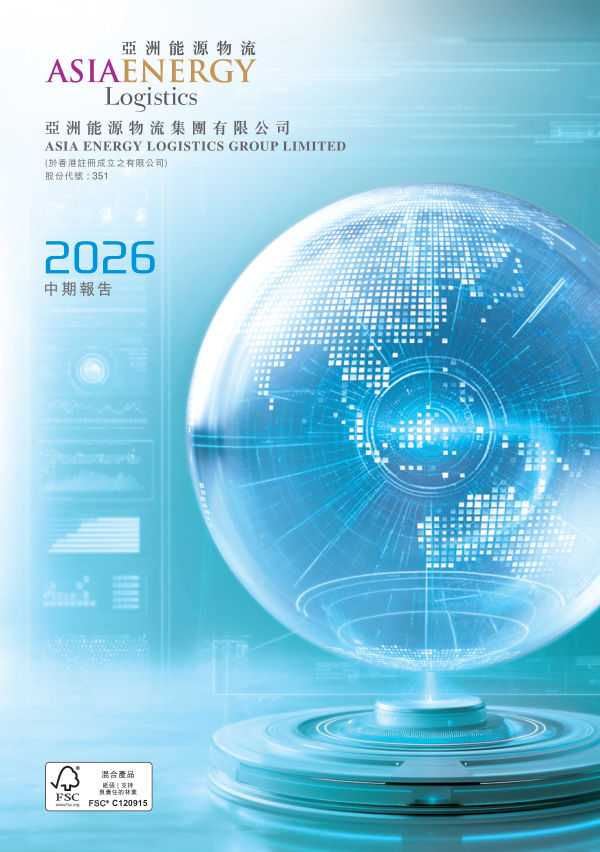 亞洲能源物流
ASIAENERGY
Logistics
亞洲能源物流集團有限公司
ASIA ENERGY LOGISTICS GROUP LIMITED
(於香港註冊成立之有限公司)
股份代號 : 351
2026
中期報告
混合產品
紙張 | 支持
負責任的林業
FSC
www.fsc.org
FSC® C120915